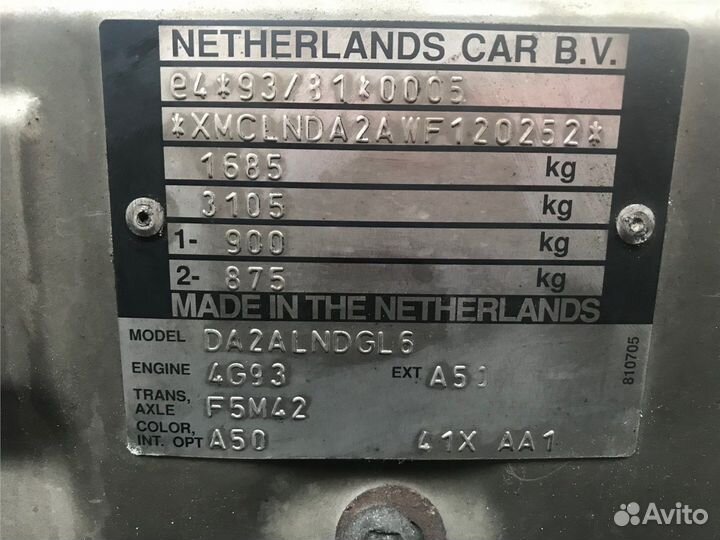 NETHERLANDS CAR B.V.
e4*93/81*0005
*XMCLNDA2AWF120252*
1685 kg
3105 kg
1- 900 kg
2- 875 kg
MADE IN THE NETHERLANDS
MODEL DA2ALNDGL6
ENGINE 4G93 EXT
TRANS, AXLE F5M42
COLOR, INT. OPT A50 41X AA1
810705
Avito